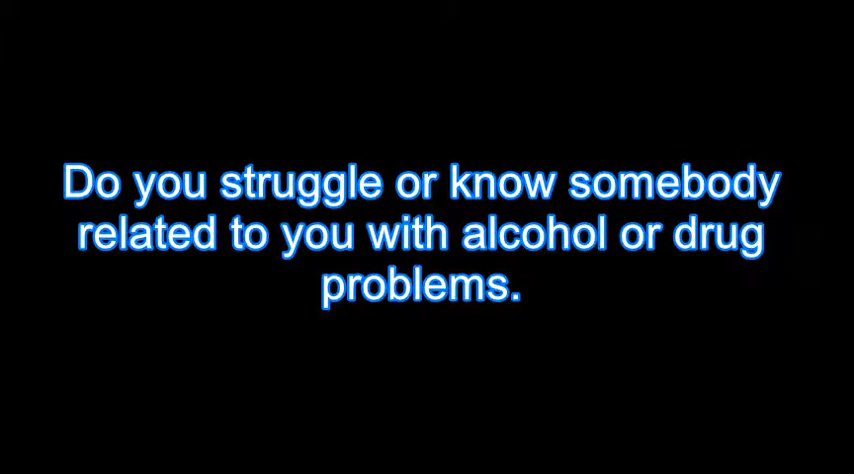 Do you struggle or know somebody
related to you with alcohol or drug
problems.